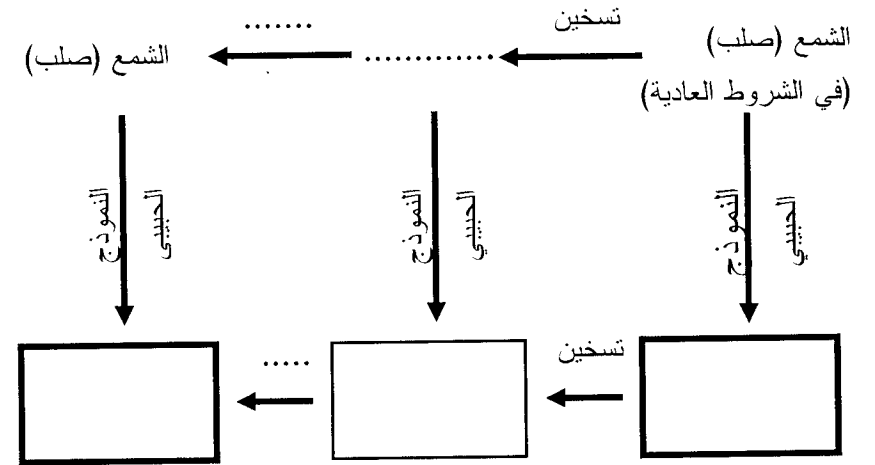 الشمع (صلب)
(في الشروط العادية)
تسخين
.............
.......
الشمع (صلب)
النموذج
الحبيبي
النموذج
الحبيبي
النموذج
الحبيبي
تسخين
.....